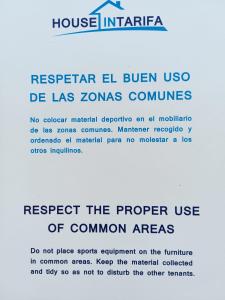 HOUSE INTARIFA
RESPETAR EL BUEN USO
DE LAS ZONAS COMUNES
No colocar material deportivo en el mobiliario
de las zonas comunes. Mantener recogido y
ordenado el material para no molestar a los
otros inquilinos.
RESPECT THE PROPER USE
OF COMMON AREAS
Do not place sports equipment on the furniture
in common areas. Keep the material collected
and tidy so as not to disturb the other tenants.